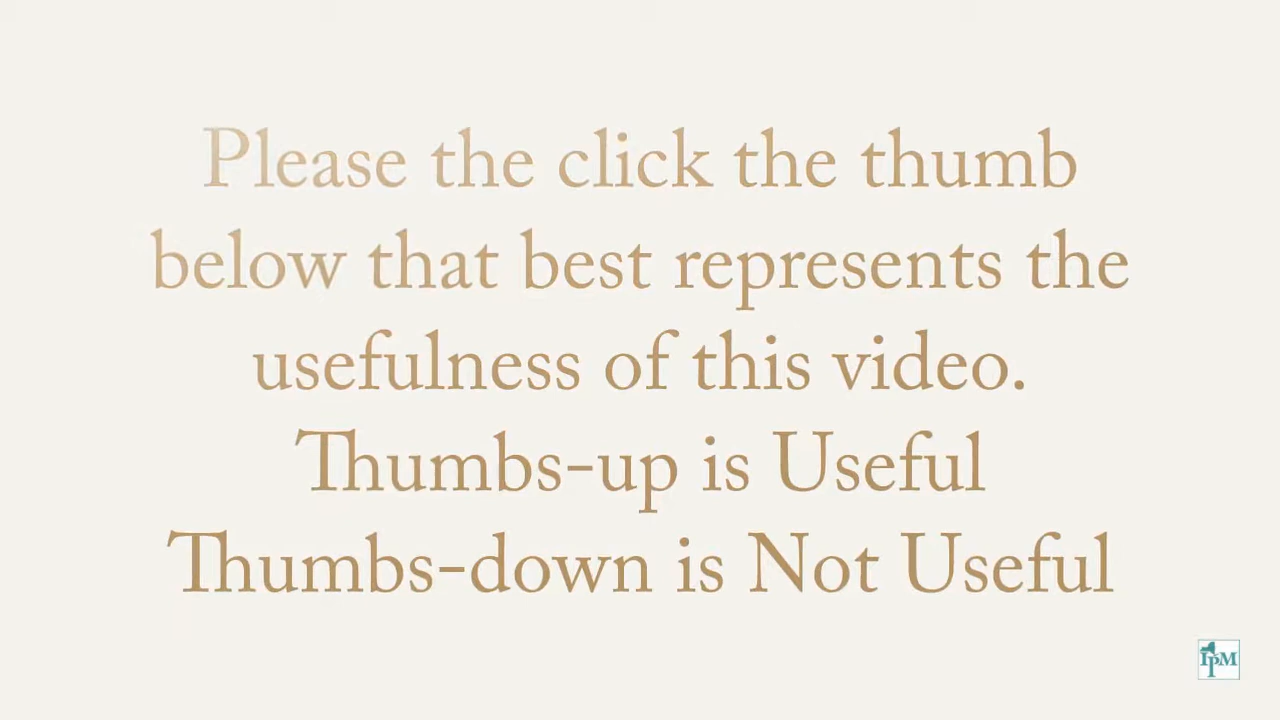 Please the click the thumb
below that best represents the
usefulness of this video.
Thumbs-up is Useful
Thumbs-down is Not Useful
IPM